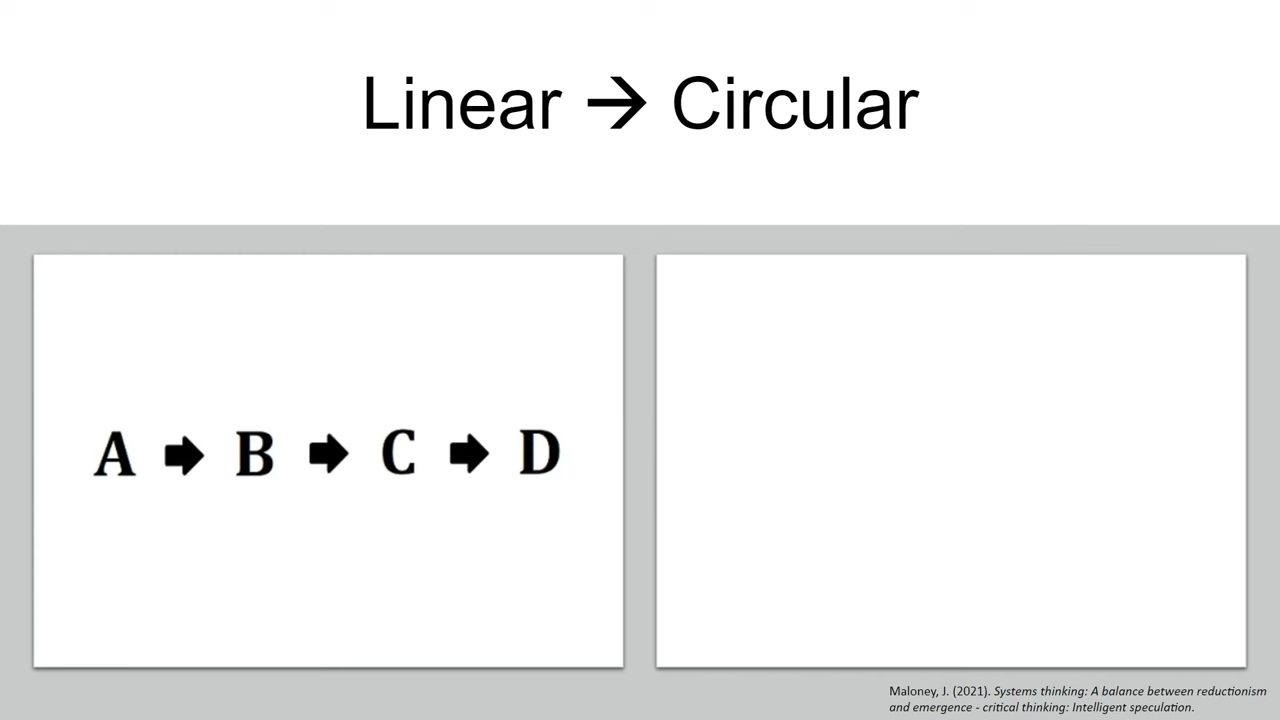 Linear → Circular
A → B → C → D
Maloney, J. (2021). Systems thinking: A balance between reductionism
and emergence - critical thinking: Intelligent speculation.